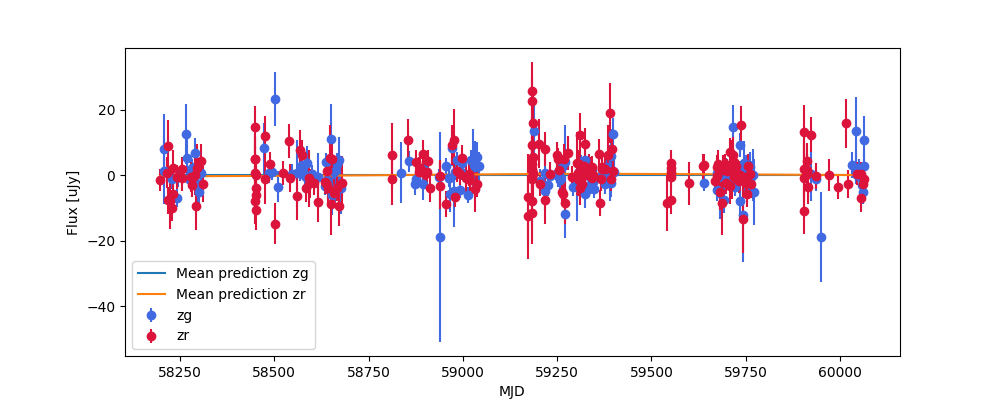 20
0
−20
−40
Flux [uJy]
Mean prediction zg
Mean prediction zr
zg
zr
58250 58500 58750 59000 59250 59500 59750 60000
MJD